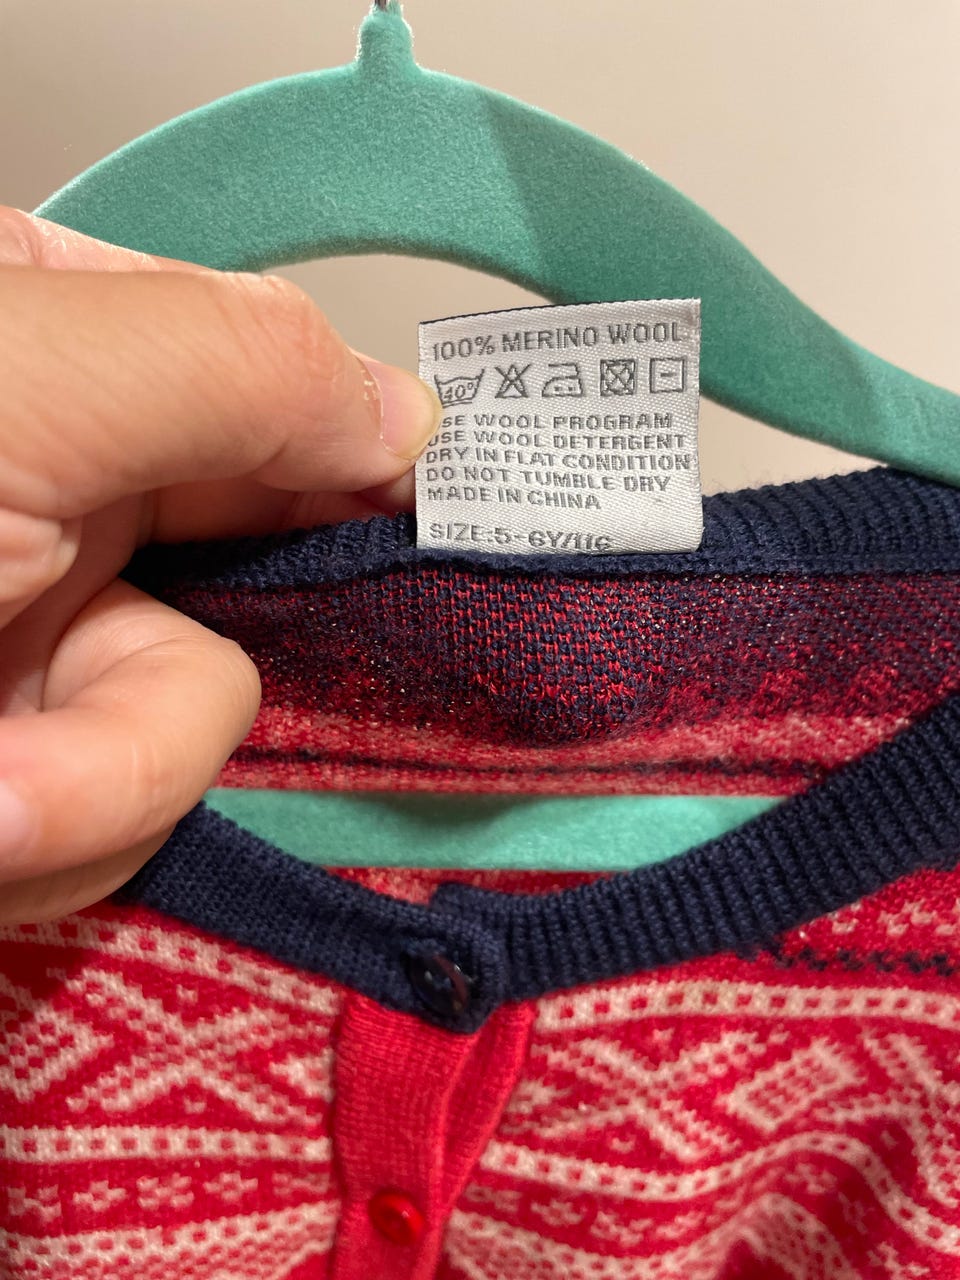 100% MERINO WOOL
40°
USE WOOL PROGRAM
USE WOOL DETERGENT
DRY IN FLAT CONDITION
DO NOT TUMBLE DRY
MADE IN CHINA
SIZE:5-6Y/116